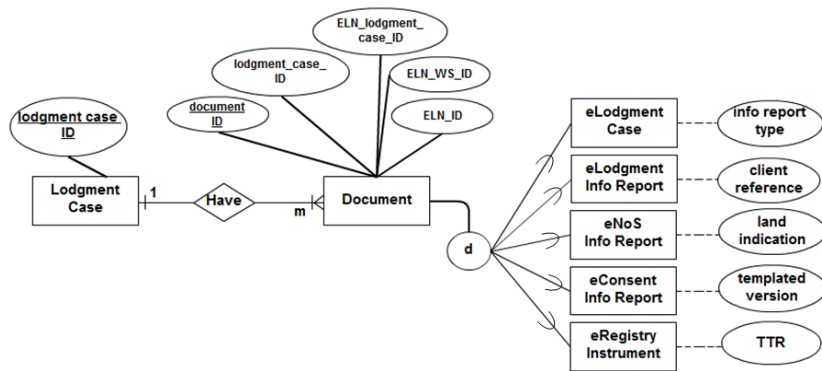 ELN_lodgment_
case_ID
lodgment_case_
ID
ELN_WS_ID
document
ID
ELN_ID
lodgment case
ID
Lodgment
Case
1
Have
m
Document
d
eLodgment
Case
info report
type
eLodgment
Info Report
client
reference
eNoS
Info Report
land
indication
eConsent
Info Report
templated
version
eRegistry
Instrument
TTR